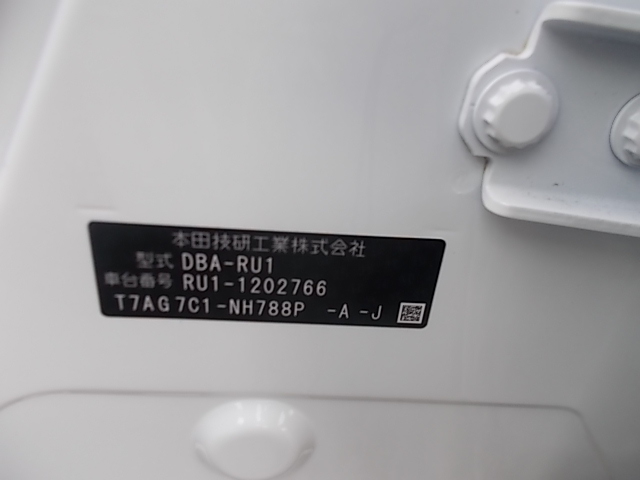 本田技研工業株式会社
型式 DBA-RU1
車台番号 RU1-1202766
T7AG7C1-NH788P -A -J